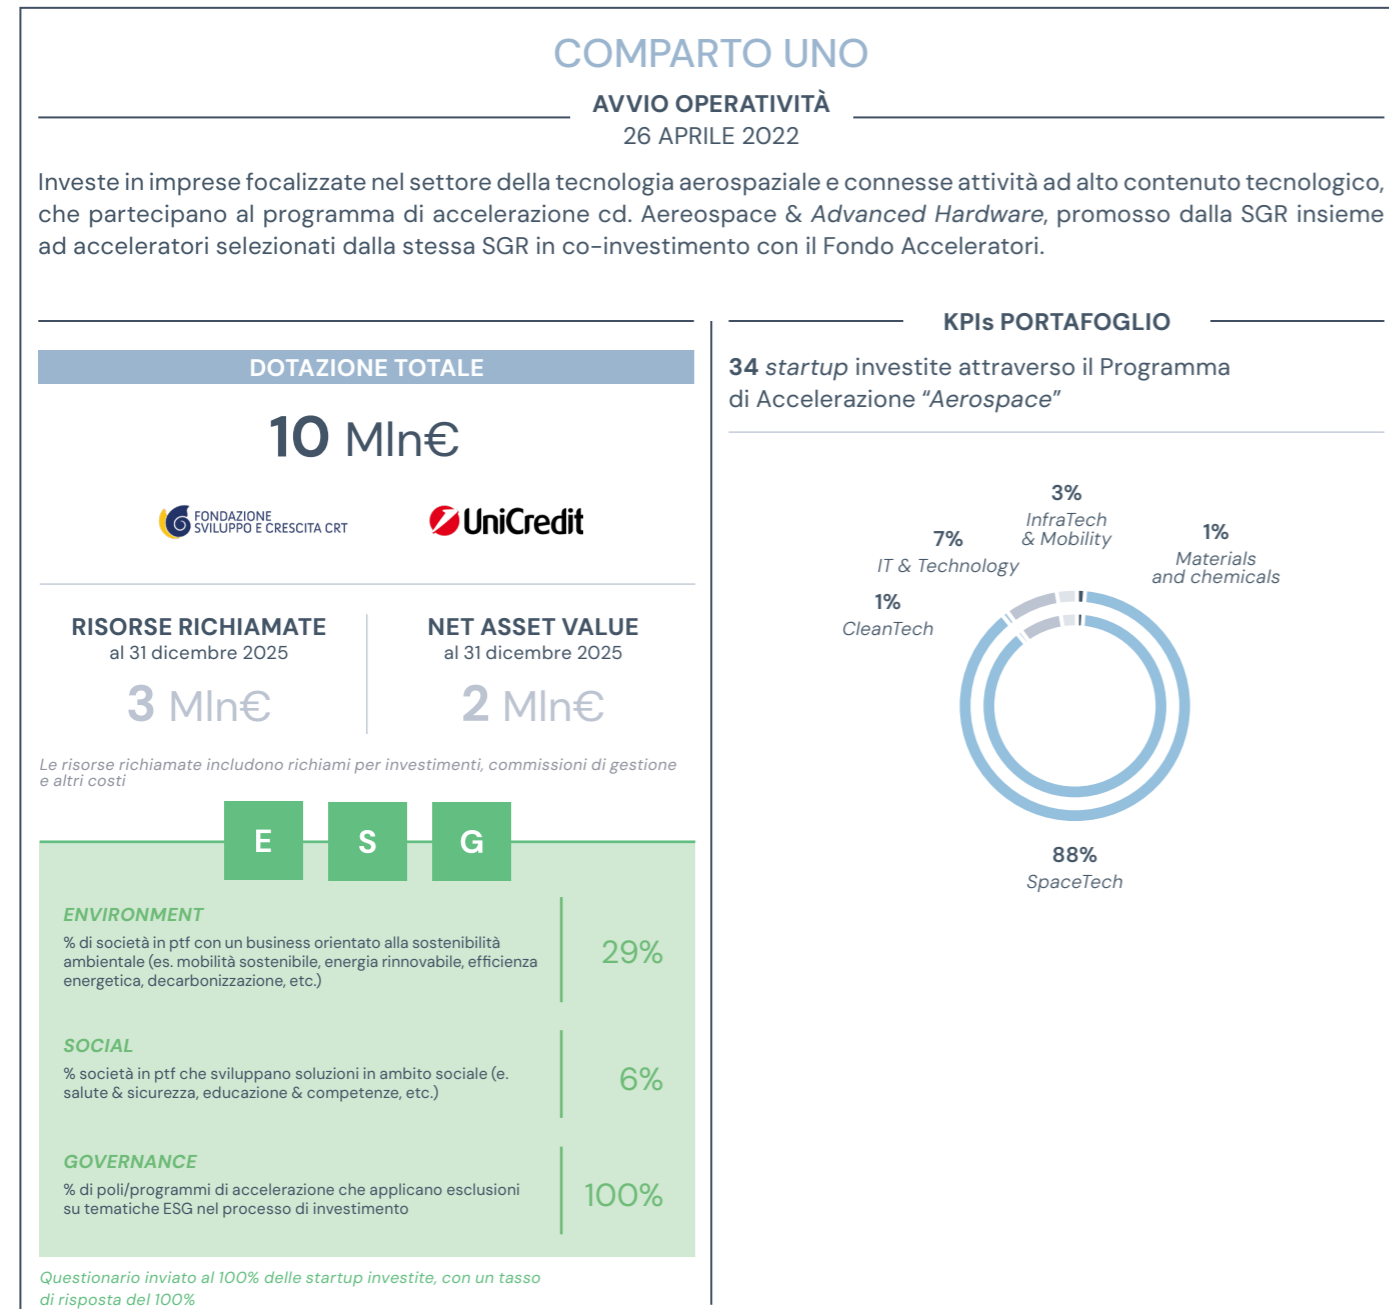 COMPARTO UNO
AVVIO OPERATIVITÀ
26 APRILE 2022
Investe in imprese focalizzate nel settore della tecnologia aerospaziale e connesse attività ad alto contenuto tecnologico,
che partecipano al programma di accelerazione cd. Aereospace & Advanced Hardware, promosso dalla SGR insieme
ad acceleratori selezionati dalla stessa SGR in co-investimento con il Fondo Acceleratori.
DOTAZIONE TOTALE
10 Mln€
FONDAZIONE
SVILUPPO E CRESCITA CRT
UniCredit
RISORSE RICHIAMATE
al 31 dicembre 2025
3 Mln€
NET ASSET VALUE
al 31 dicembre 2025
2 Mln€
Le risorse richiamate includono richiami per investimenti, commissioni di gestione
e altri costi
E S G
ENVIRONMENT
% di società in ptf con un business orientato alla sostenibilità
ambientale (es. mobilità sostenibile, energia rinnovabile, efficienza
energetica, decarbonizzazione, etc.)
29%
SOCIAL
% società in ptf che sviluppano soluzioni in ambito sociale (e.
salute & sicurezza, educazione & competenze, etc.)
6%
GOVERNANCE
% di poli/programmi di accelerazione che applicano esclusioni
su tematiche ESG nel processo di investimento
100%
Questionario inviato al 100% delle startup investite, con un tasso
di risposta del 100%
KPIs PORTAFOGLIO
34 startup investite attraverso il Programma
di Accelerazione “Aerospace”
3%
InfraTech
& Mobility
7%
IT & Technology
1%
Materials
and chemicals
1%
CleanTech
88%
SpaceTech